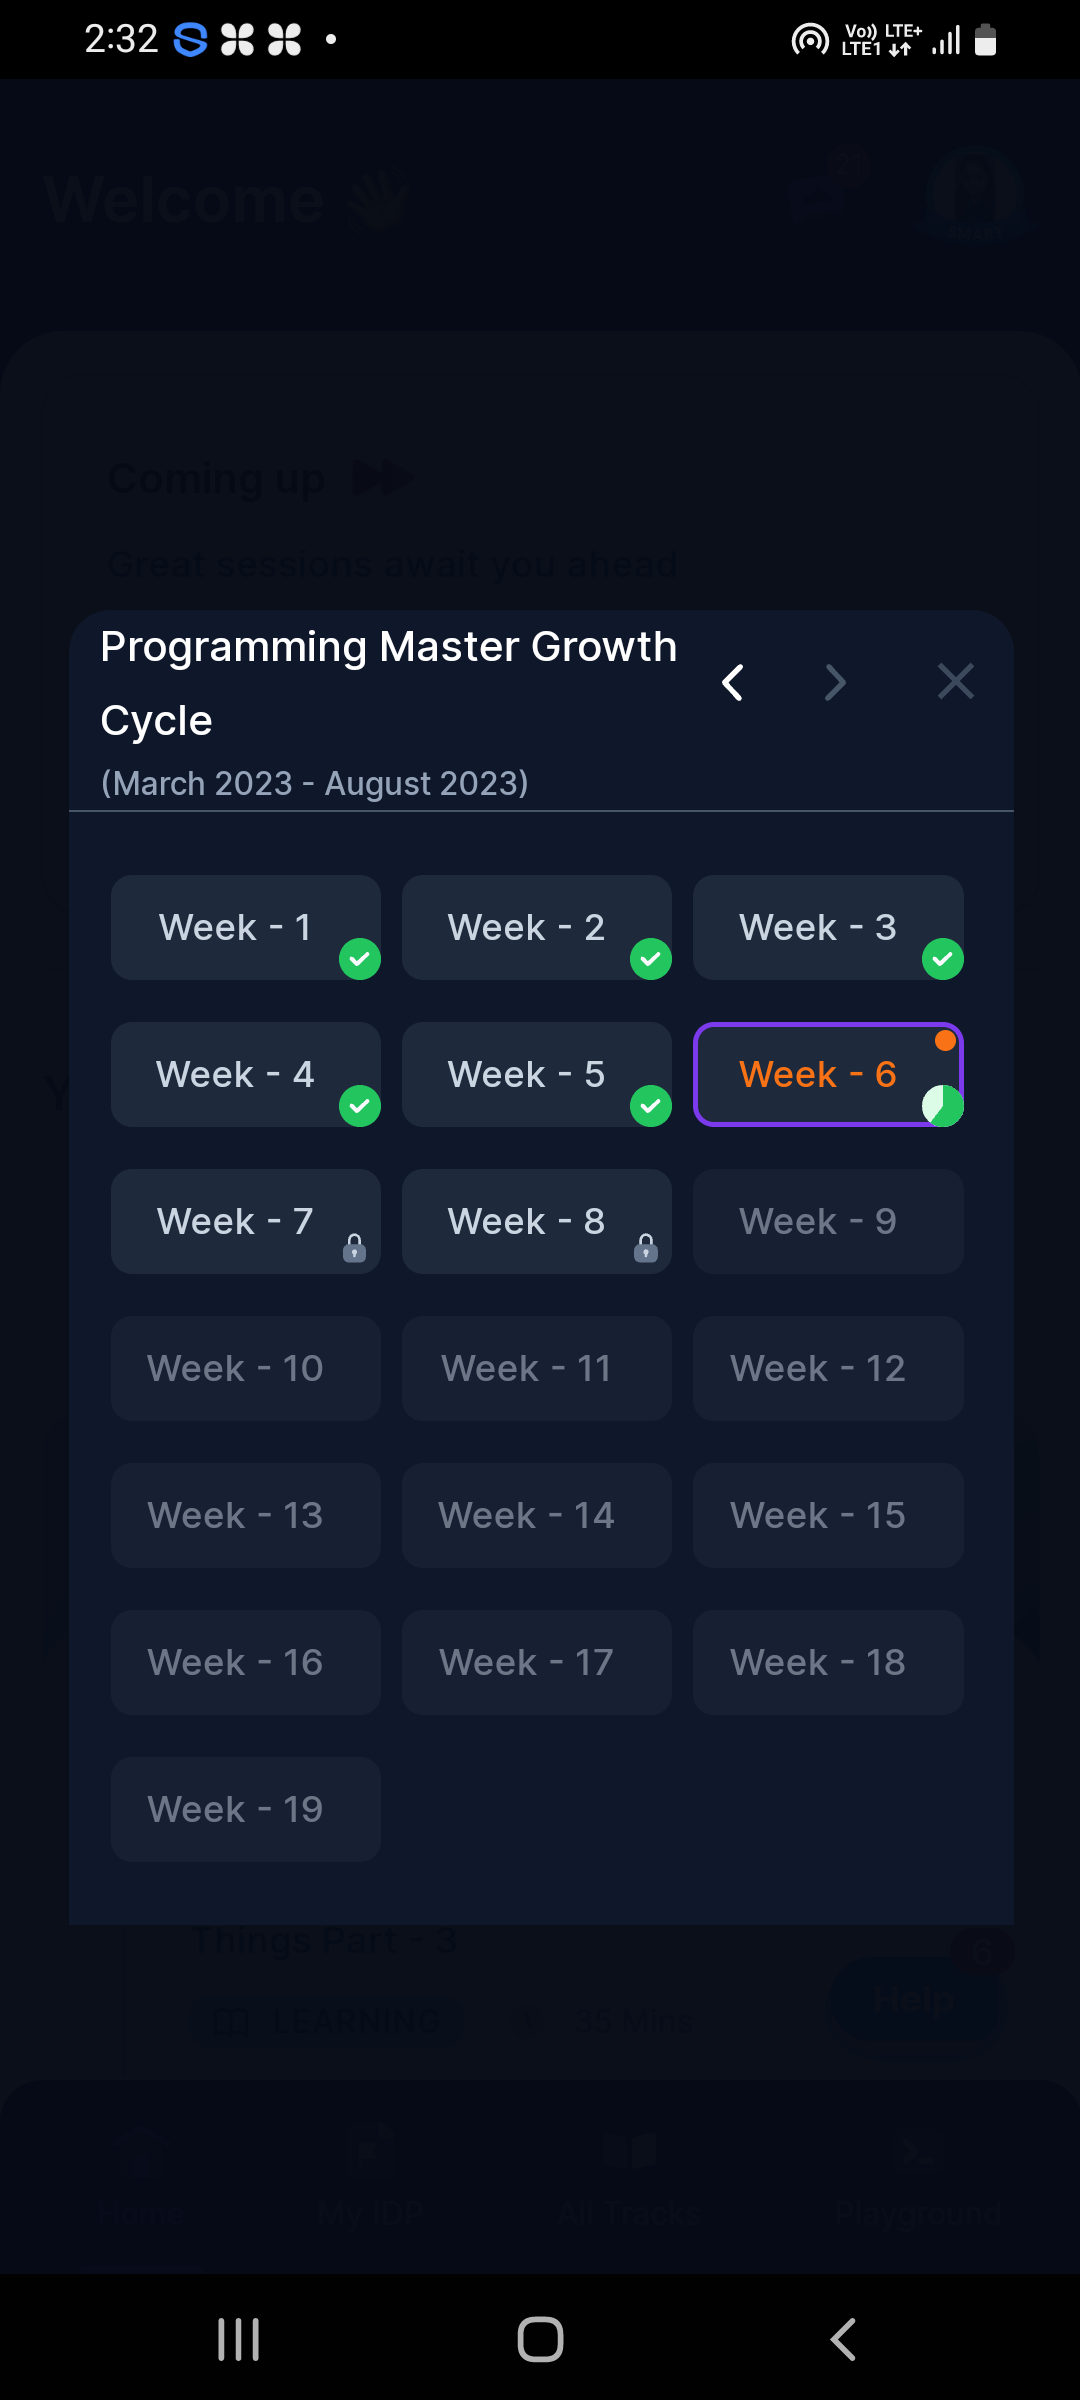 2:32
Vo)) LTE+
LTE1
Welcome
21
SMART
Coming up
Great sessions await you ahead
Programming Master Growth
Cycle
(March 2023 - August 2023)
Week - 1
Week - 2
Week - 3
Week - 4
Week - 5
Week - 6
Week - 7
Week - 8
Week - 9
Week - 10
Week - 11
Week - 12
Week - 13
Week - 14
Week - 15
Week - 16
Week - 17
Week - 18
Week - 19
Things Part - 3
6
Help
LEARNING
35 Mins
Home
My IDP
All Tracks
Playground